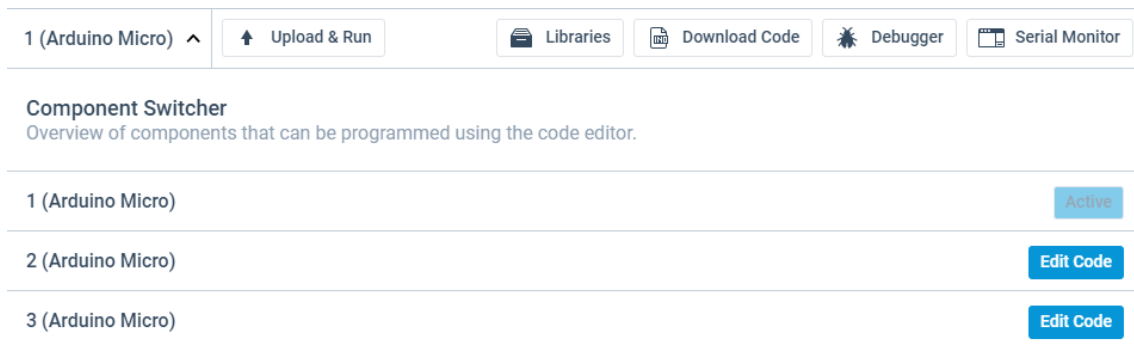 1 (Arduino Micro) Upload & Run Libraries Download Code Debugger Serial Monitor
Component Switcher
Overview of components that can be programmed using the code editor.
1 (Arduino Micro) Active
2 (Arduino Micro) Edit Code
3 (Arduino Micro) Edit Code